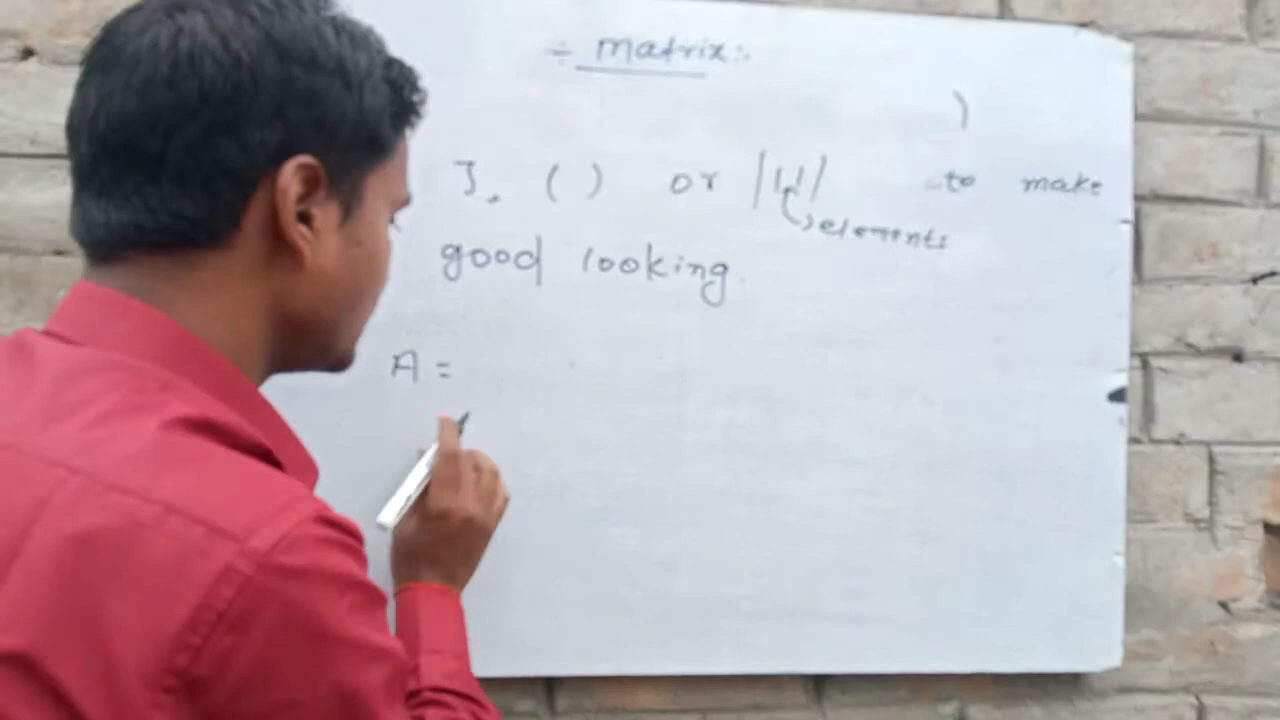 ÷ Matrix:-
)
], ( ) or || || to make
elements
good looking.
A =